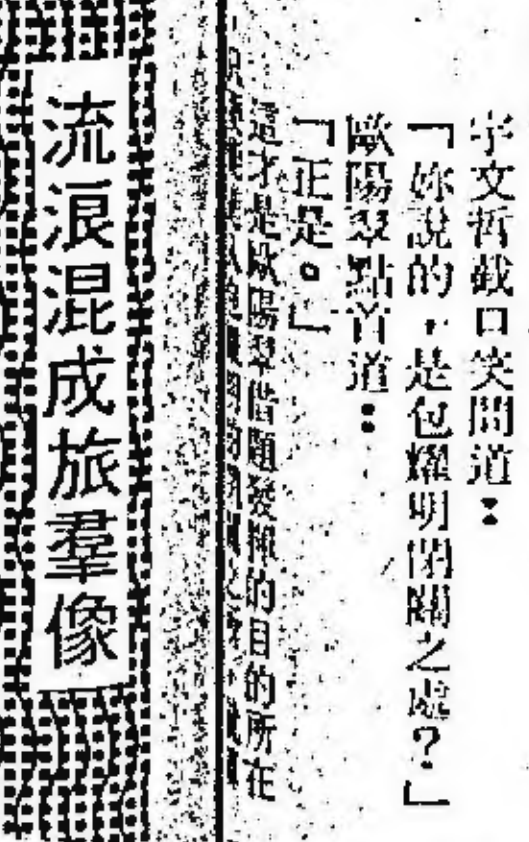 宇文哲截口笑問道：
「妳說的，是包耀明閉關之處？」
歐陽翠點首道：
「正是。」
這才是歐陽翠借題發揮的目的所在
流浪混成旅羣像